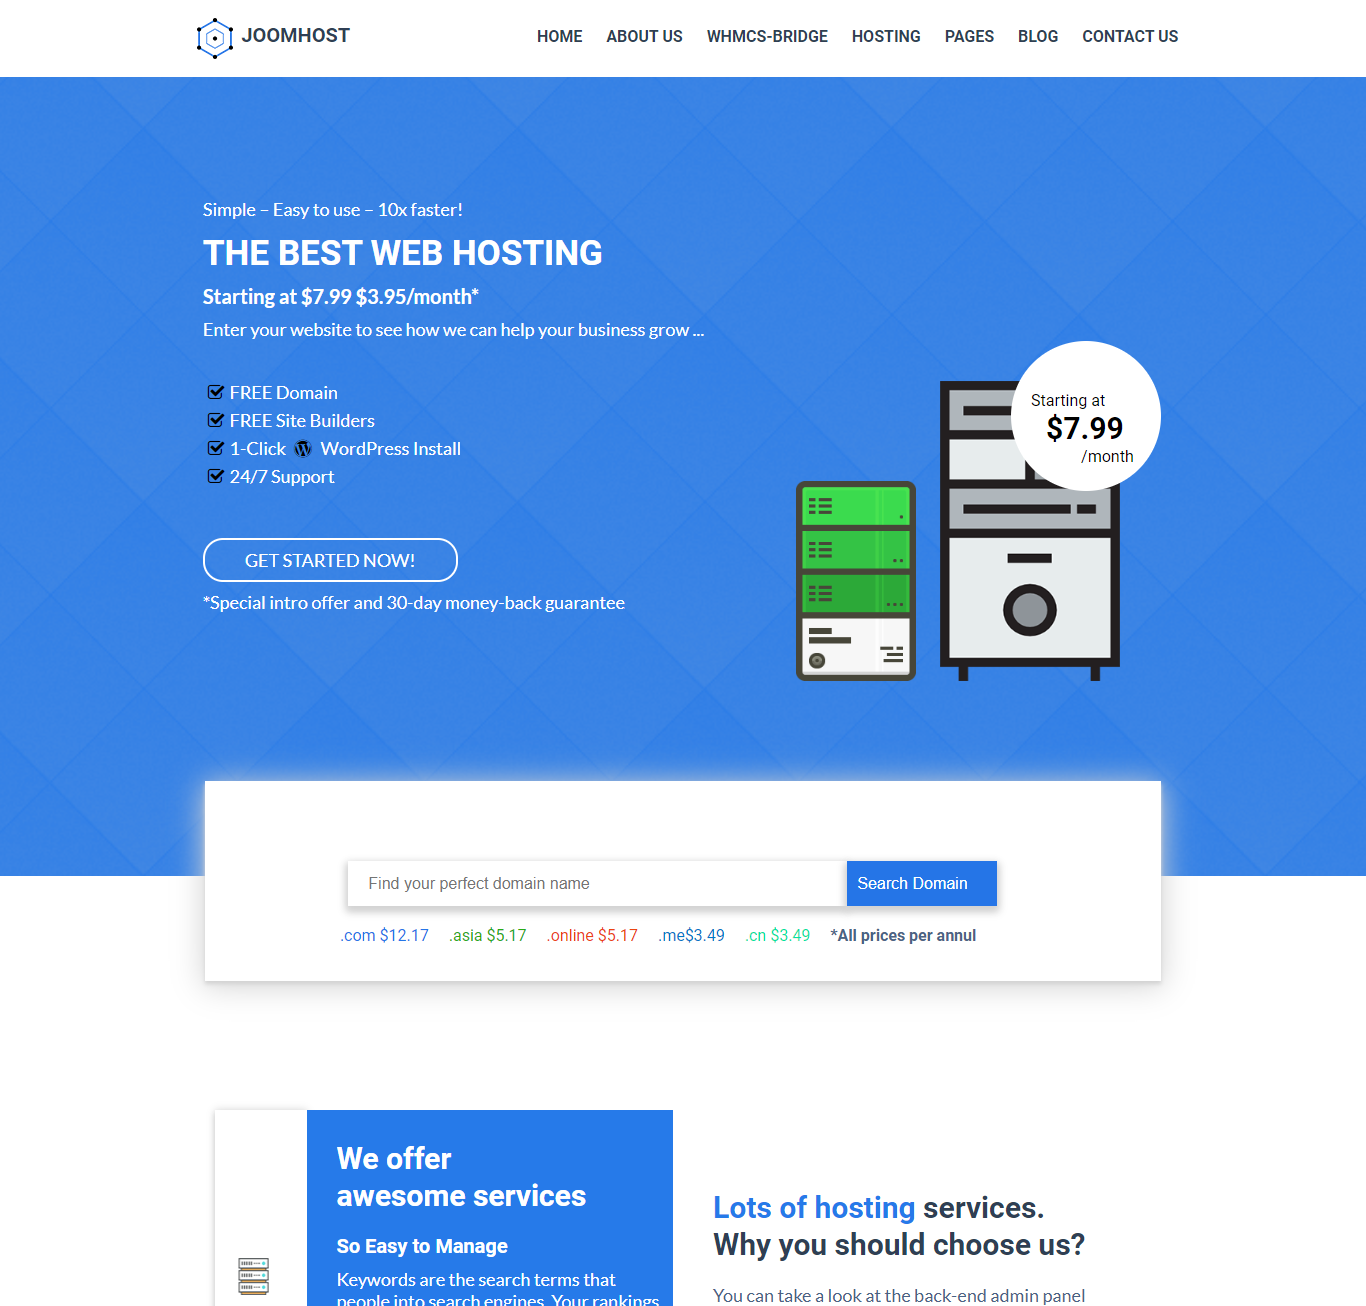 JOOMHOST
HOME ABOUT US WHMCS-BRIDGE HOSTING PAGES BLOG CONTACT US
Simple – Easy to use – 10x faster!
THE BEST WEB HOSTING
Starting at $7.99 $3.95/month*
Enter your website to see how we can help your business grow ...
FREE Domain
FREE Site Builders
1-Click WordPress Install
24/7 Support
GET STARTED NOW!
*Special intro offer and 30-day money-back guarantee
Starting at
$7.99
/month
Find your perfect domain name
Search Domain
.com $12.17 .asia $5.17 .online $5.17 .me$3.49 .cn $3.49 *All prices per annul
We offer
awesome services
So Easy to Manage
Keywords are the search terms that
people into search engines. Your rankings
Lots of hosting services.
Why you should choose us?
You can take a look at the back-end admin panel